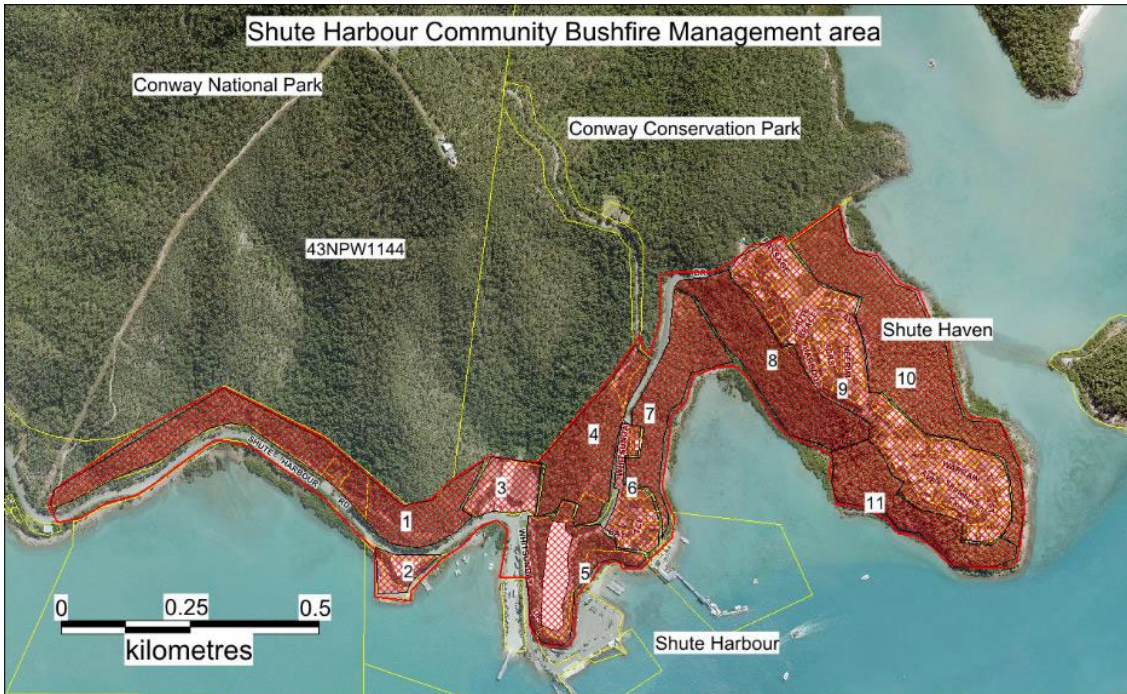 Shute Harbour Community Bushfire Management area
Conway National Park
Conway Conservation Park
43NPW1144
Shute Haven
8
10
9
7
4
SHUTE HARBOUR RD
3
6
11
1
2
5
Shute Harbour
0 0.25 0.5
kilometres